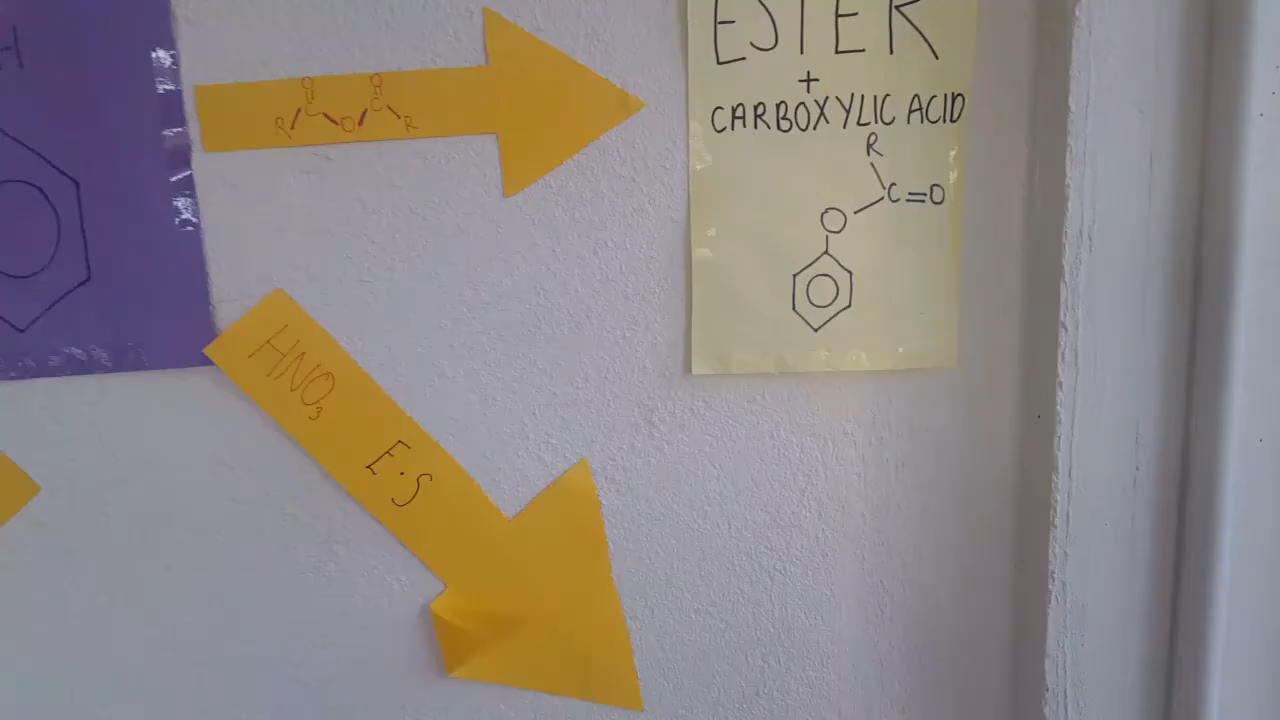 H
O O
R C O C R
ESTER
+
CARBOXYLIC ACID
R
C=O
O
HNO₃ E.S